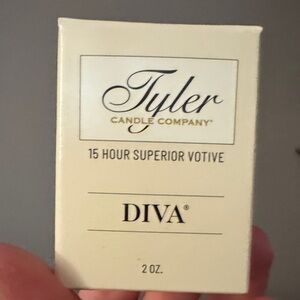 Tyler
CANDLE COMPANY®
15 HOUR SUPERIOR VOTIVE
DIVA®
2 OZ.